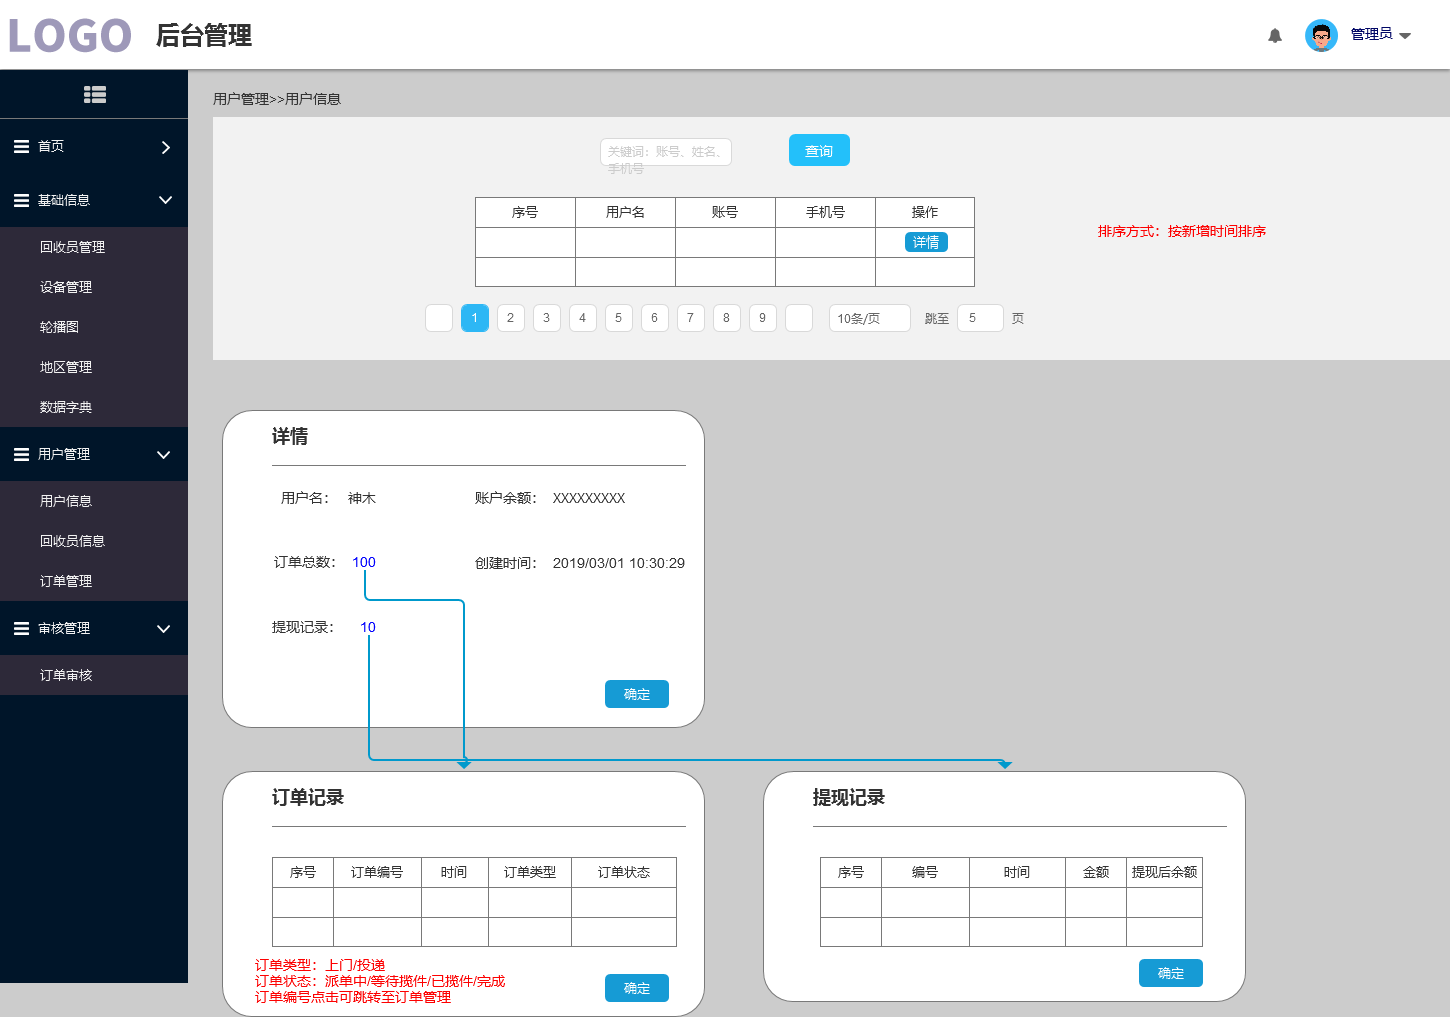 LOGO 后台管理 管理员
用户管理>>用户信息
首页
基础信息
回收员管理
设备管理
轮播图
地区管理
数据字典
用户管理
用户信息
回收员信息
订单管理
审核管理
订单审核
关键词：账号、姓名、
手机号
查询
序号 用户名 账号 手机号 操作
详情
排序方式：按新增时间排序
1 2 3 4 5 6 7 8 9 10条/页 跳至 5 页
详情
用户名： 神木 账户余额： XXXXXXXXX
订单总数： 100 创建时间： 2019/03/01 10:30:29
提现记录： 10
确定
订单记录
序号 订单编号 时间 订单类型 订单状态
订单类型：上门/投递
订单状态：派单中/等待揽件/已揽件/完成
订单编号点击可跳转至订单管理
确定
提现记录
序号 编号 时间 金额 提现后余额
确定